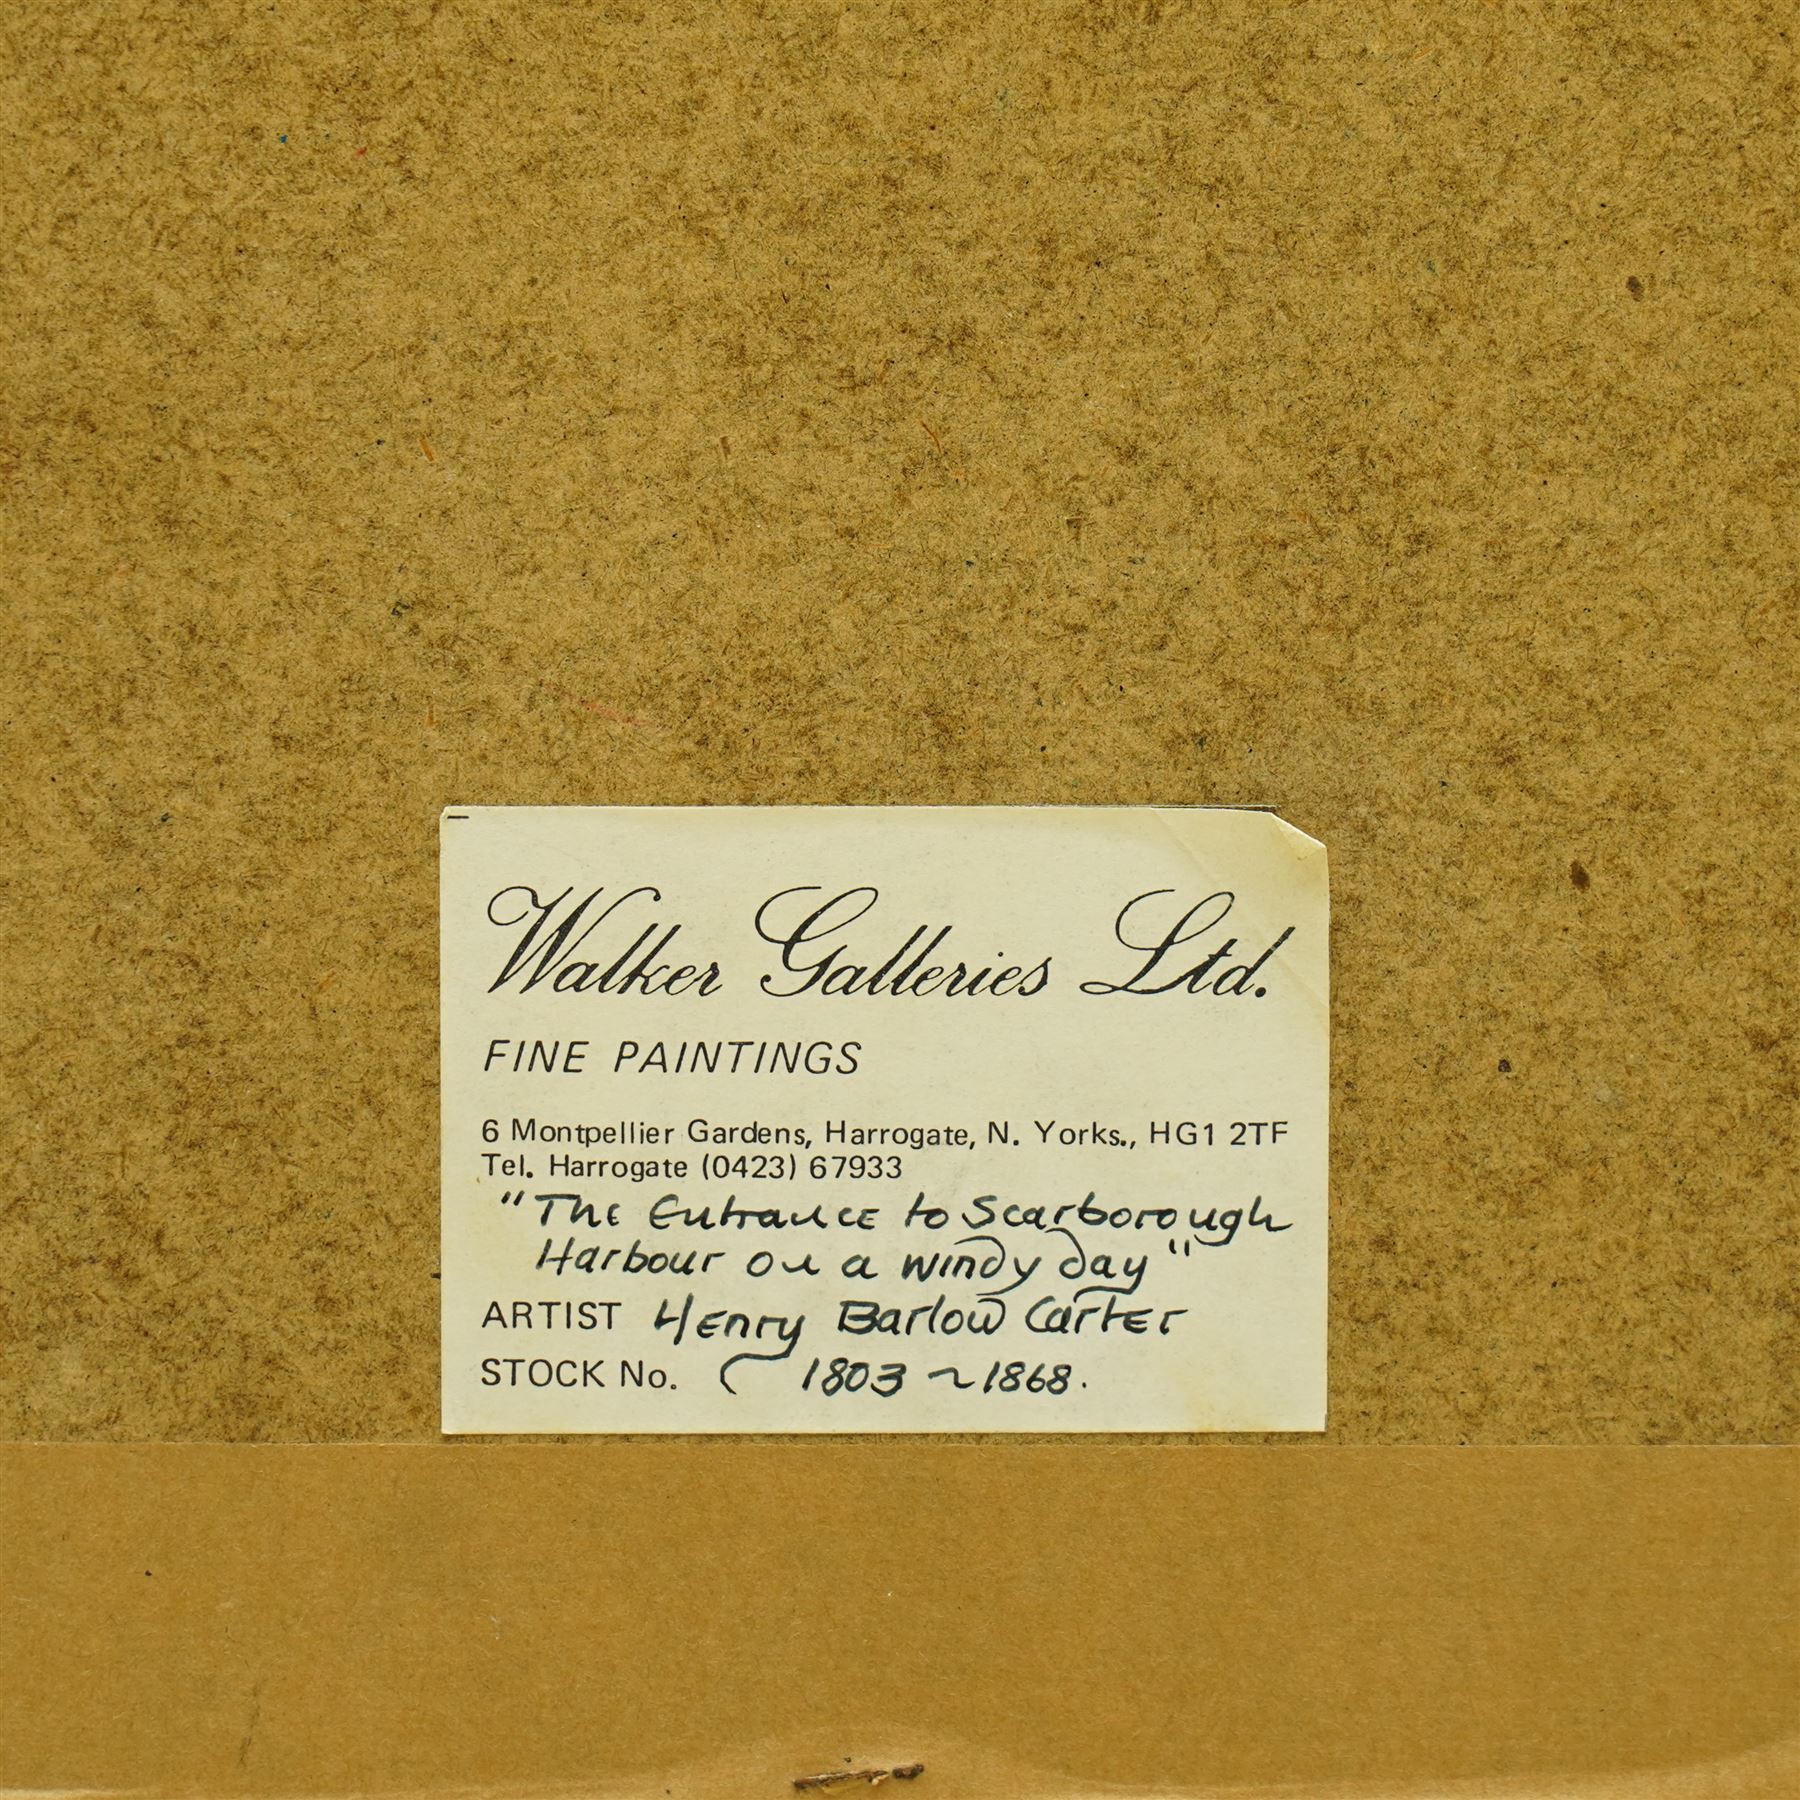 Walker Galleries Ltd.
FINE PAINTINGS
6 Montpellier Gardens, Harrogate, N. Yorks., HG1 2TF
Tel. Harrogate (0423) 67933
"The Entrance to Scarborough
Harbour on a windy day"
ARTIST Henry Barlow Carter
STOCK No. ( 1803 ~ 1868.